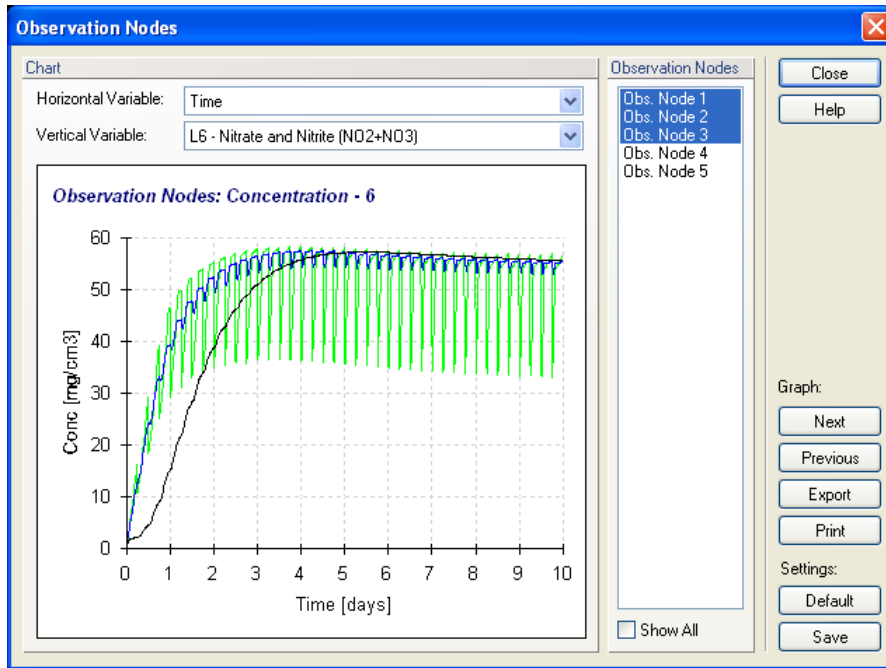 Observation Nodes
Chart
Horizontal Variable:
Time
Vertical Variable:
L6 - Nitrate and Nitrite (NO2+NO3)
Observation Nodes: Concentration - 6
Conc [mg/cm3]
60
50
40
30
20
10
0
0 1 2 3 4 5 6 7 8 9 10
Time [days]
Observation Nodes
Obs. Node 1
Obs. Node 2
Obs. Node 3
Obs. Node 4
Obs. Node 5
Show All
Close
Help
Graph:
Next
Previous
Export
Print
Settings:
Default
Save